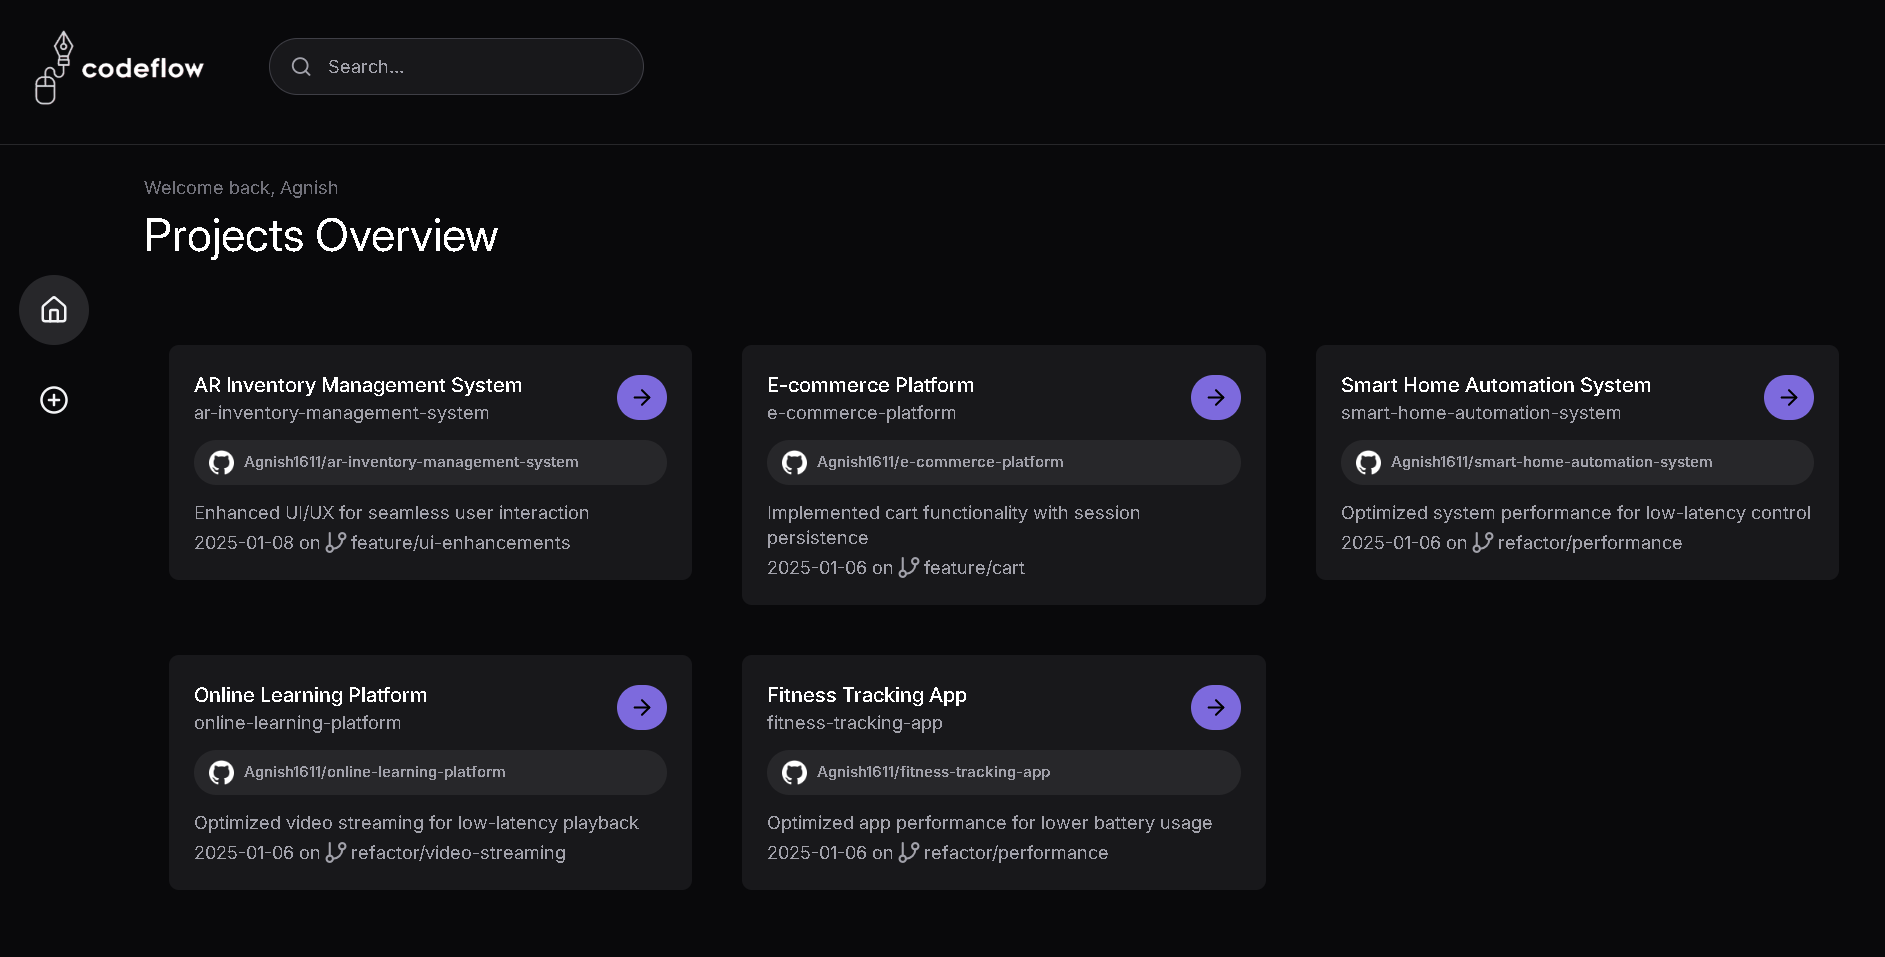 codeflow
Search...
Welcome back, Agnish
Projects Overview
AR Inventory Management System
ar-inventory-management-system
Agnish1611/ar-inventory-management-system
Enhanced UI/UX for seamless user interaction
2025-01-08 on feature/ui-enhancements
E-commerce Platform
e-commerce-platform
Agnish1611/e-commerce-platform
Implemented cart functionality with session
persistence
2025-01-06 on feature/cart
Smart Home Automation System
smart-home-automation-system
Agnish1611/smart-home-automation-system
Optimized system performance for low-latency control
2025-01-06 on refactor/performance
Online Learning Platform
online-learning-platform
Agnish1611/online-learning-platform
Optimized video streaming for low-latency playback
2025-01-06 on refactor/video-streaming
Fitness Tracking App
fitness-tracking-app
Agnish1611/fitness-tracking-app
Optimized app performance for lower battery usage
2025-01-06 on refactor/performance